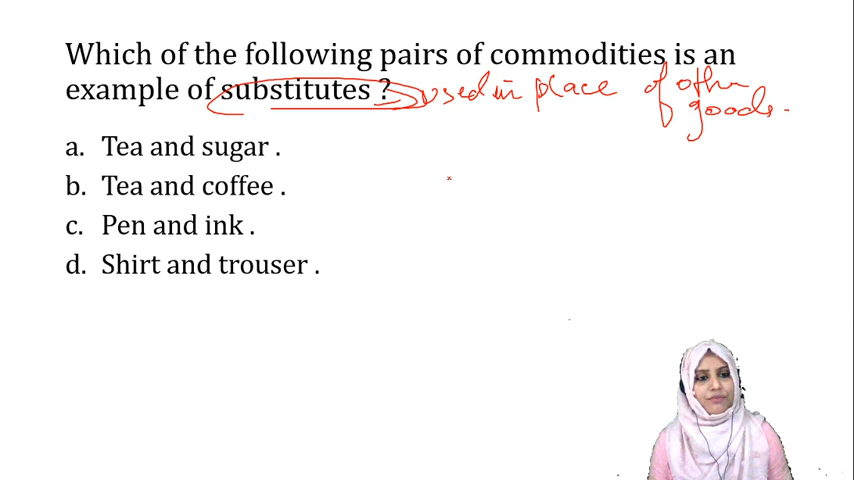 Which of the following pairs of commodities is an
example of substitutes ? used in place of other
goods.
a. Tea and sugar .
b. Tea and coffee .
c. Pen and ink .
d. Shirt and trouser .